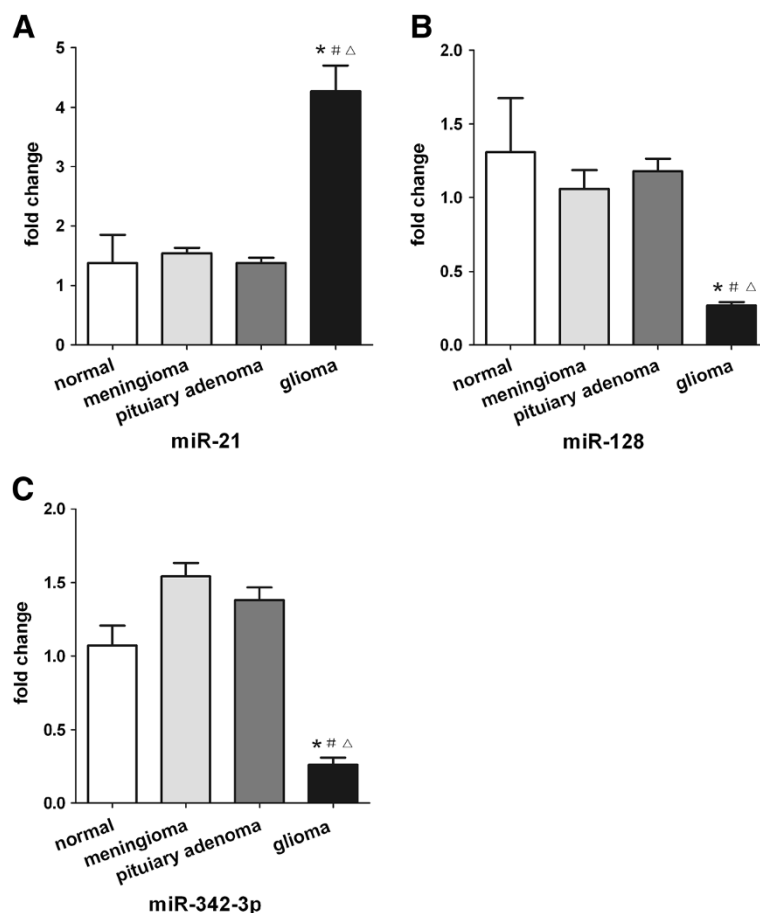 A
5
4
3
2
1
0
fold change
* # △
normal
meningioma
pituiary adenoma
glioma
miR-21
B
2.0
1.5
1.0
0.5
0.0
fold change
* # △
normal
meningioma
pituiary adenoma
glioma
miR-128
C
2.0
1.5
1.0
0.5
0.0
fold change
* # △
normal
meningioma
pituiary adenoma
glioma
miR-342-3p